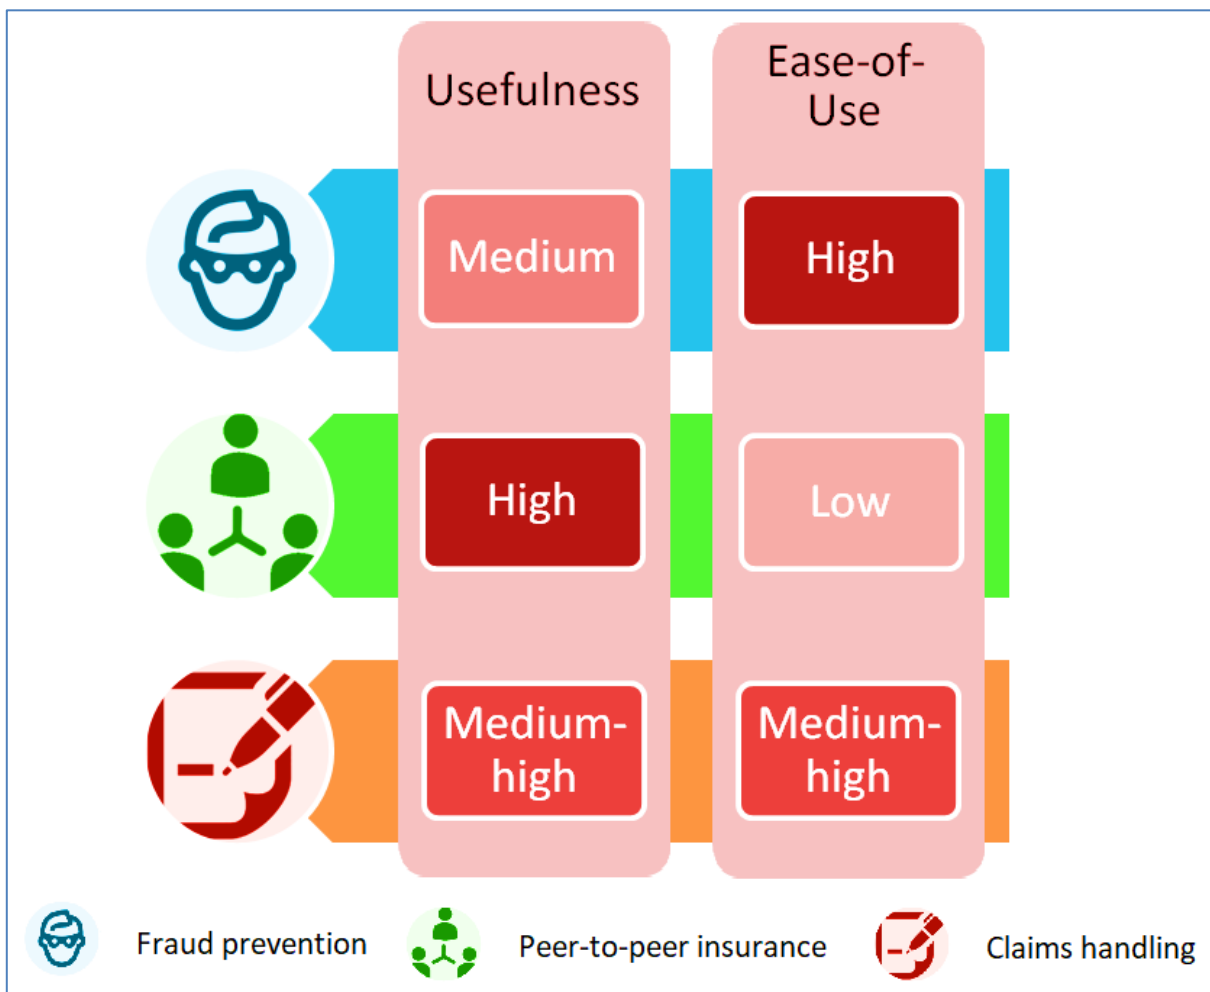 Usefulness
Ease-of-
Use
Medium
High
High
Low
Medium-
high
Medium-
high
Fraud prevention
Peer-to-peer insurance
Claims handling